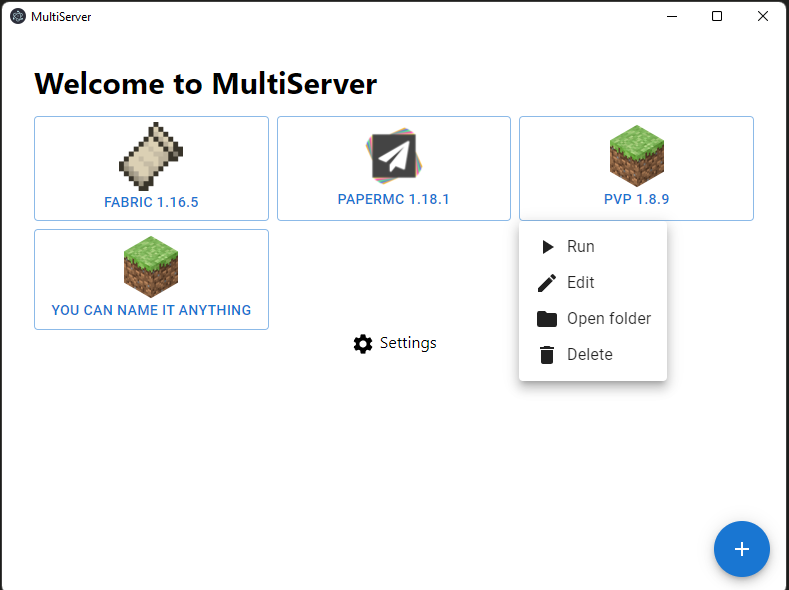 MultiServer
Welcome to MultiServer
FABRIC 1.16.5
PAPERMC 1.18.1
PVP 1.8.9
YOU CAN NAME IT ANYTHING
Run
Edit
Open folder
Delete
Settings